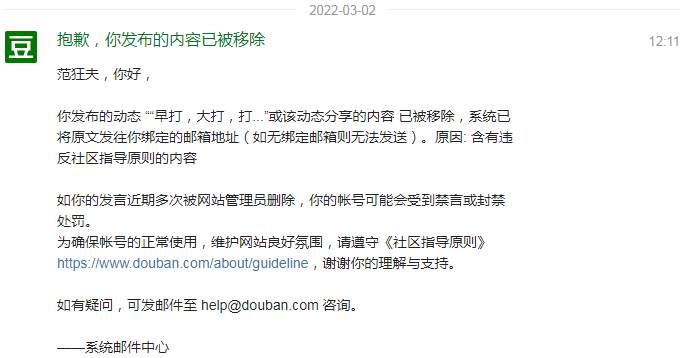 2022-03-02
豆
抱歉，你发布的内容已被移除
12:11
范狂夫，你好，
你发布的动态 ““早打，大打，打...”或该动态分享的内容 已被移除，系统已
将原文发往你绑定的邮箱地址（如无绑定邮箱则无法发送）。原因: 含有违
反社区指导原则的内容
如你的发言近期多次被网站管理员删除，你的帐号可能会受到禁言或封禁
处罚。
为确保帐号的正常使用，维护网站良好氛围，请遵守《社区指导原则》
https://www.douban.com/about/guideline，谢谢你的理解与支持。
如有疑问，可发邮件至 help@douban.com 咨询。
——系统邮件中心